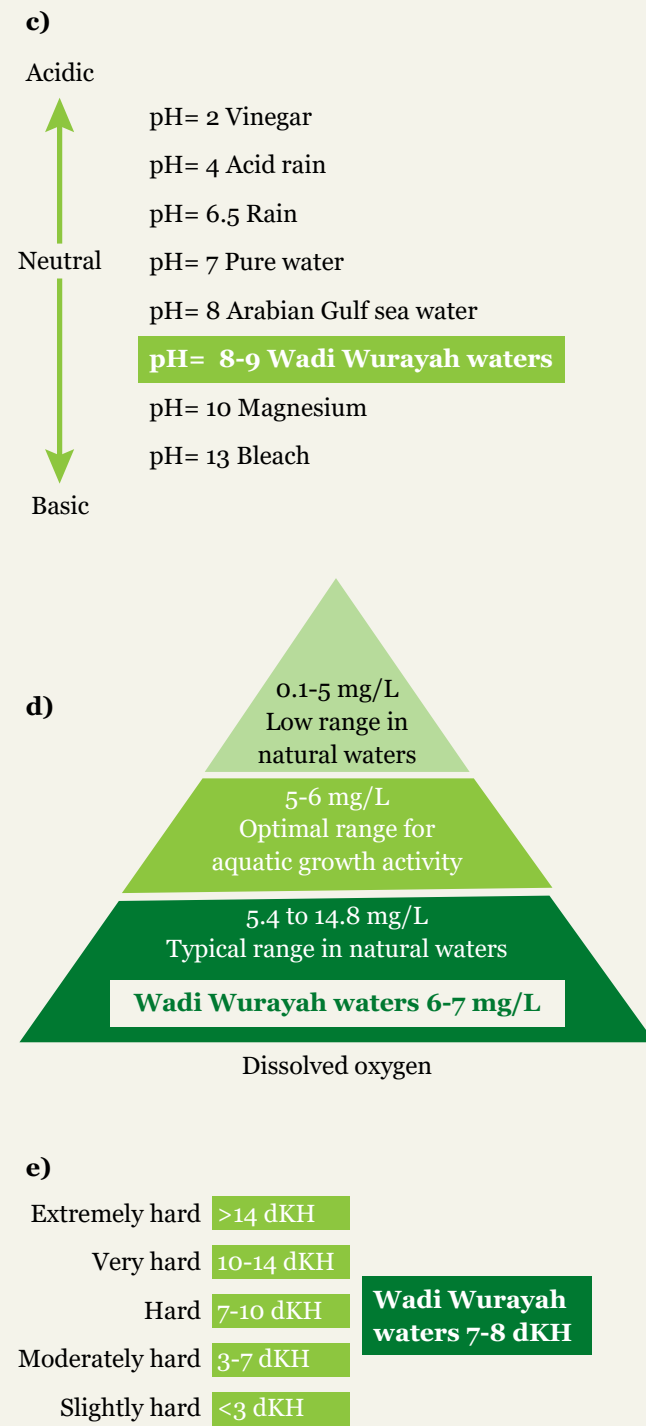 c)
Acidic
pH= 2 Vinegar
pH= 4 Acid rain
pH= 6.5 Rain
Neutral
pH= 7 Pure water
pH= 8 Arabian Gulf sea water
pH= 8-9 Wadi Wurayah waters
pH= 10 Magnesium
pH= 13 Bleach
Basic
d)
0.1-5 mg/L
Low range in
natural waters
5-6 mg/L
Optimal range for
aquatic growth activity
5.4 to 14.8 mg/L
Typical range in natural waters
Wadi Wurayah waters 6-7 mg/L
Dissolved oxygen
e)
Extremely hard >14 dKH
Very hard 10-14 dKH
Hard 7-10 dKH
Moderately hard 3-7 dKH
Slightly hard <3 dKH
Wadi Wurayah
waters 7-8 dKH